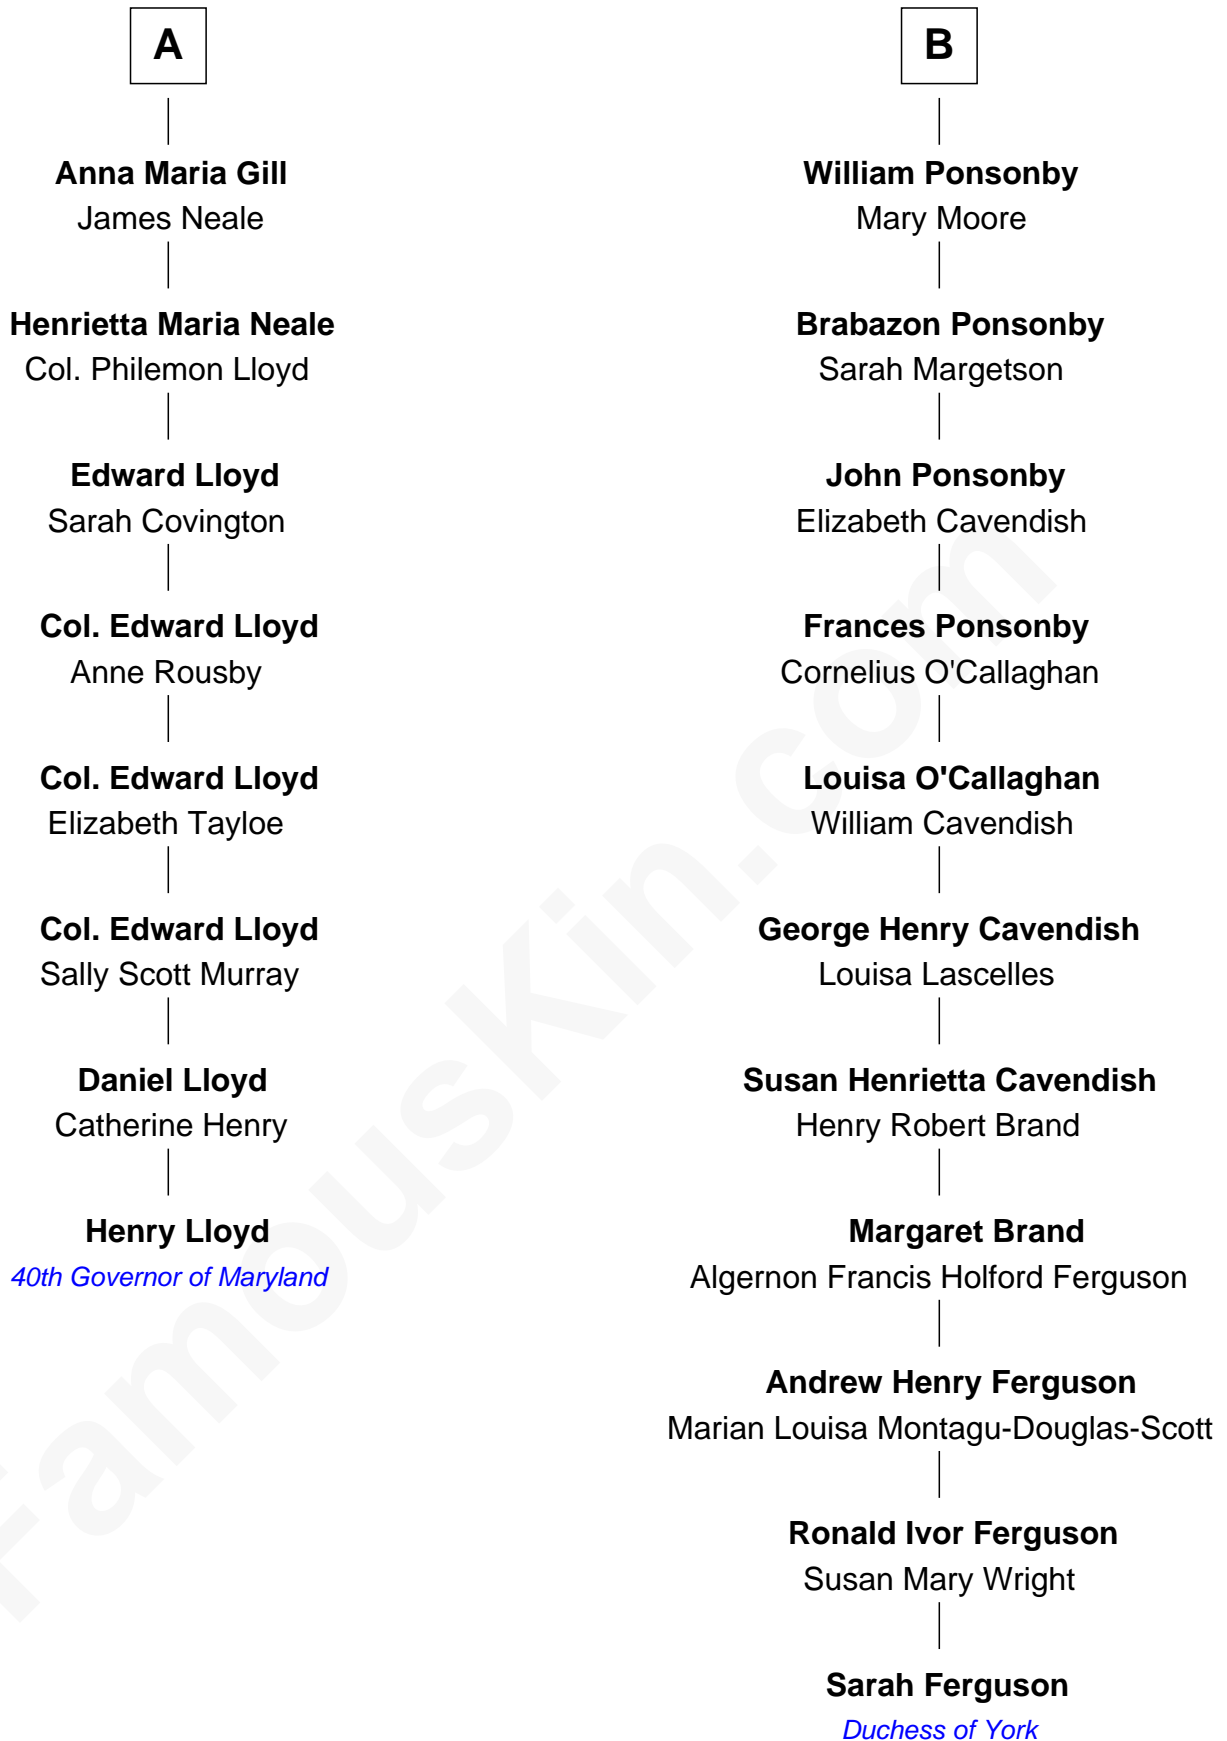 A
Anna Maria Gill
James Neale
Henrietta Maria Neale
Col. Philemon Lloyd
Edward Lloyd
Sarah Covington
Col. Edward Lloyd
Anne Rousby
Col. Edward Lloyd
Elizabeth Tayloe
Col. Edward Lloyd
Sally Scott Murray
Daniel Lloyd
Catherine Henry
Henry Lloyd
40th Governor of Maryland
B
William Ponsonby
Mary Moore
Brabazon Ponsonby
Sarah Margetson
John Ponsonby
Elizabeth Cavendish
Frances Ponsonby
Cornelius O'Callaghan
Louisa O'Callaghan
William Cavendish
George Henry Cavendish
Louisa Lascelles
Susan Henrietta Cavendish
Henry Robert Brand
Margaret Brand
Algernon Francis Holford Ferguson
Andrew Henry Ferguson
Marian Louisa Montagu-Douglas-Scott
Ronald Ivor Ferguson
Susan Mary Wright
Sarah Ferguson
Duchess of York
FamousKin.com